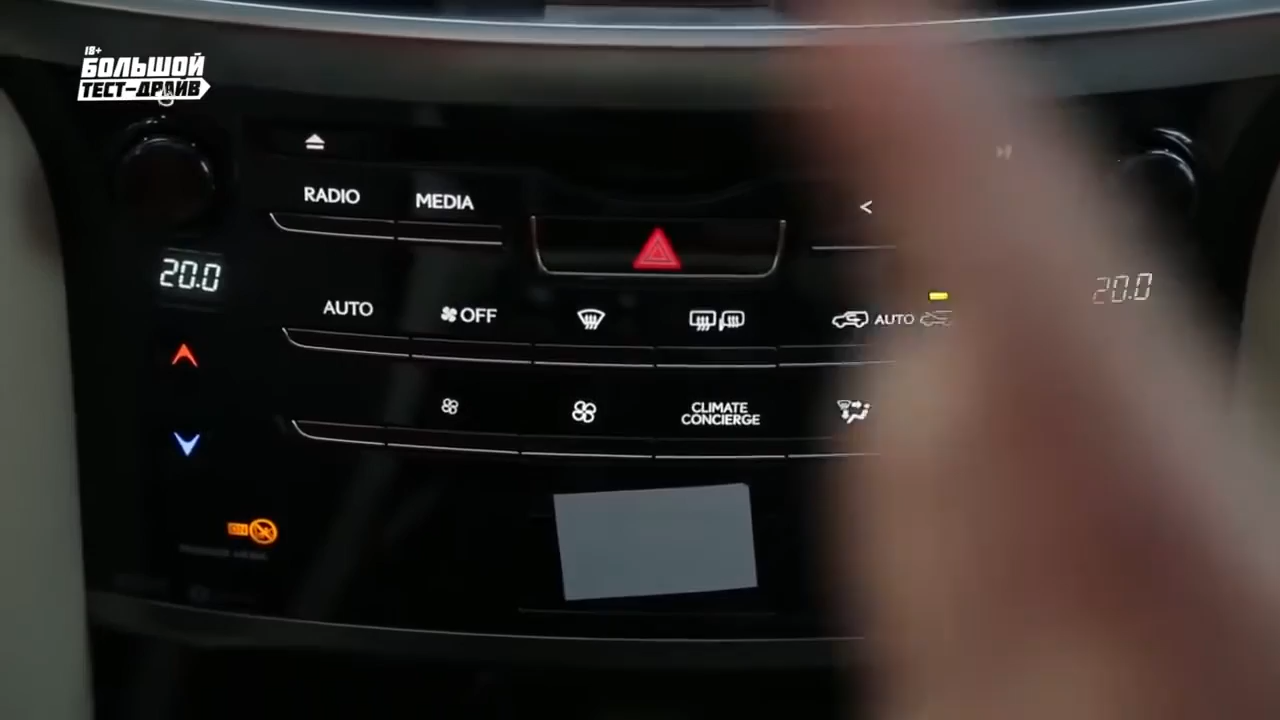 18+
БОЛЬШОЙ
ТЕСТ-ДРАЙВ
RADIO
MEDIA
<
20.0
20.0
AUTO
OFF
AUTO
CLIMATE
CONCIERGE